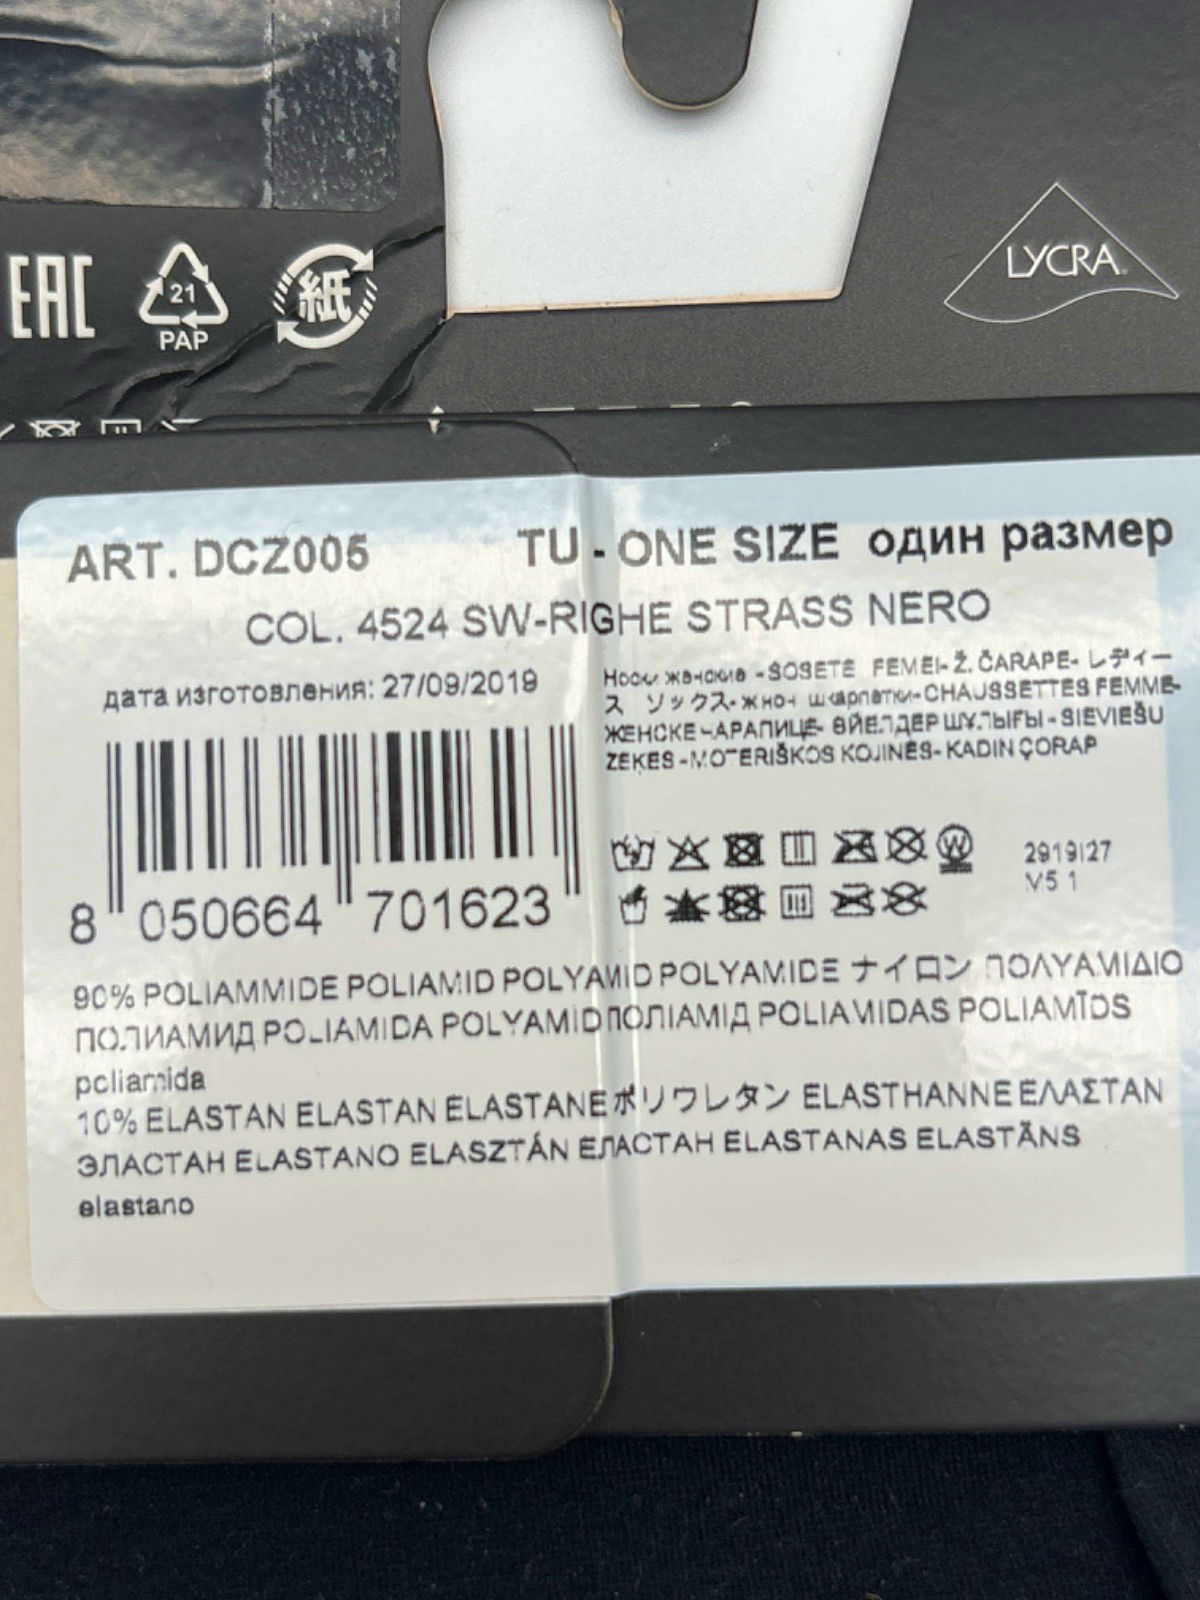 EAC
21
PAP
紙
LYCRA
ART. DCZ005 TU - ONE SIZE один размер
COL. 4524 SW-RIGHE STRASS NERO
дата изготовления: 27/09/2019
Носки женские - SOSETE FEMEI- Ž. ČARAPE- レディー
ス ソックス- шкарпетки- CHAUSSETTES FEMME-
ЖЕНСКЕ ЧАРАПИЦЕ- ӘЙЕЛДЕР ШҰЛЫҒЫ - SIEVIEŠU
ZEĶES - MOTERIŠKOS KOJINĖS- KADIN ÇORAP
2919127
V5 1
8 050664 701623
90% POLIAMMIDE POLIAMID POLYAMID POLYAMIDE ナイロン ΠΟΛΥΑΜΙΔΙΟ
ПОЛИАМИД POLIAMIDA POLYAMID ПОЛІАМІД POLIAMIDAS POLIAMĪDS
poliamida
10% ELASTAN ELASTAN ELASTANE ポリウレタン ELASTHANNE ΕΛΑΣΤΑΝ
ЭЛАСТАН ELASTANO ELASZTÁN ЕЛАСТАН ELASTANAS ELASTĀNS
elastano